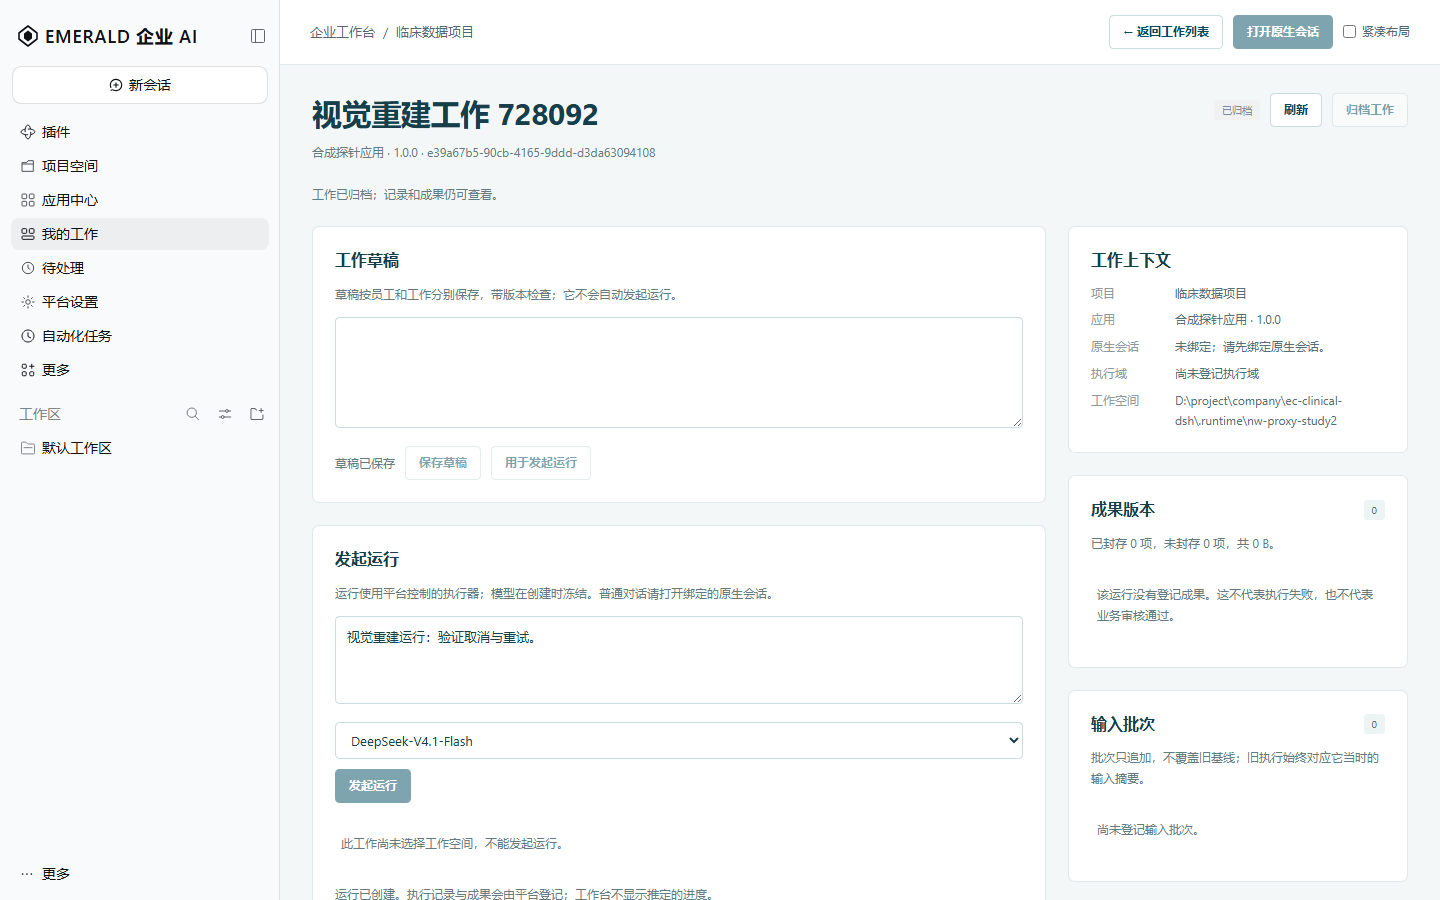 EMERALD 企业 AI
新会话
插件
项目空间
应用中心
我的工作
待处理
平台设置
自动化任务
更多
工作区
默认工作区
更多
企业工作台 / 临床数据项目
← 返回工作列表
打开原生会话
紧凑布局
视觉重建工作 728092
已归档
刷新
归档工作
合成探针应用 · 1.0.0 · e39a67b5-90cb-4165-9ddd-d3da63094108
工作已归档；记录和成果仍可查看。
工作草稿
草稿按员工和工作分别保存，带版本检查；它不会自动发起运行。
草稿已保存
保存草稿
用于发起运行
发起运行
运行使用平台控制的执行器；模型在创建时冻结。普通对话请打开绑定的原生会话。
视觉重建运行：验证取消与重试。
DeepSeek-V4.1-Flash
发起运行
此工作尚未选择工作空间，不能发起运行。
运行已创建。执行记录与成果会由平台登记；工作台不显示推定的进度。
工作上下文
项目 临床数据项目
应用 合成探针应用 · 1.0.0
原生会话 未绑定；请先绑定原生会话。
执行域 尚未登记执行域
工作空间 D:\project\company\ec-clinical-
dsh\.runtime\nw-proxy-study2
成果版本 0
已封存 0 项，未封存 0 项，共 0 B。
该运行没有登记成果。这不代表执行失败，也不代表
业务审核通过。
输入批次 0
批次只追加，不覆盖旧基线；旧执行始终对应它当时的
输入摘要。
尚未登记输入批次。